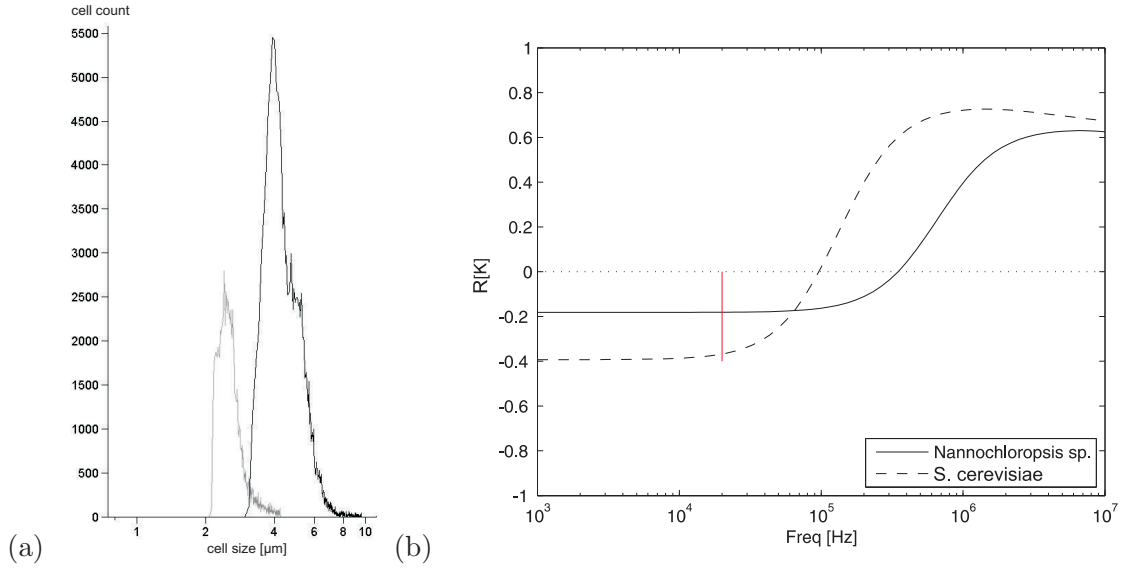 cell count
5500
5000
4500
4000
3500
3000
2500
2000
1500
1000
500
0
1 2 4 6 8 10
cell size [µm]
(a)
1
0.8
0.6
0.4
0.2
0
-0.2
-0.4
-0.6
-0.8
-1
R[K]
10^3 10^4 10^5 10^6 10^7
Freq [Hz]
Nannochloropsis sp.
S. cerevisiae
(b)